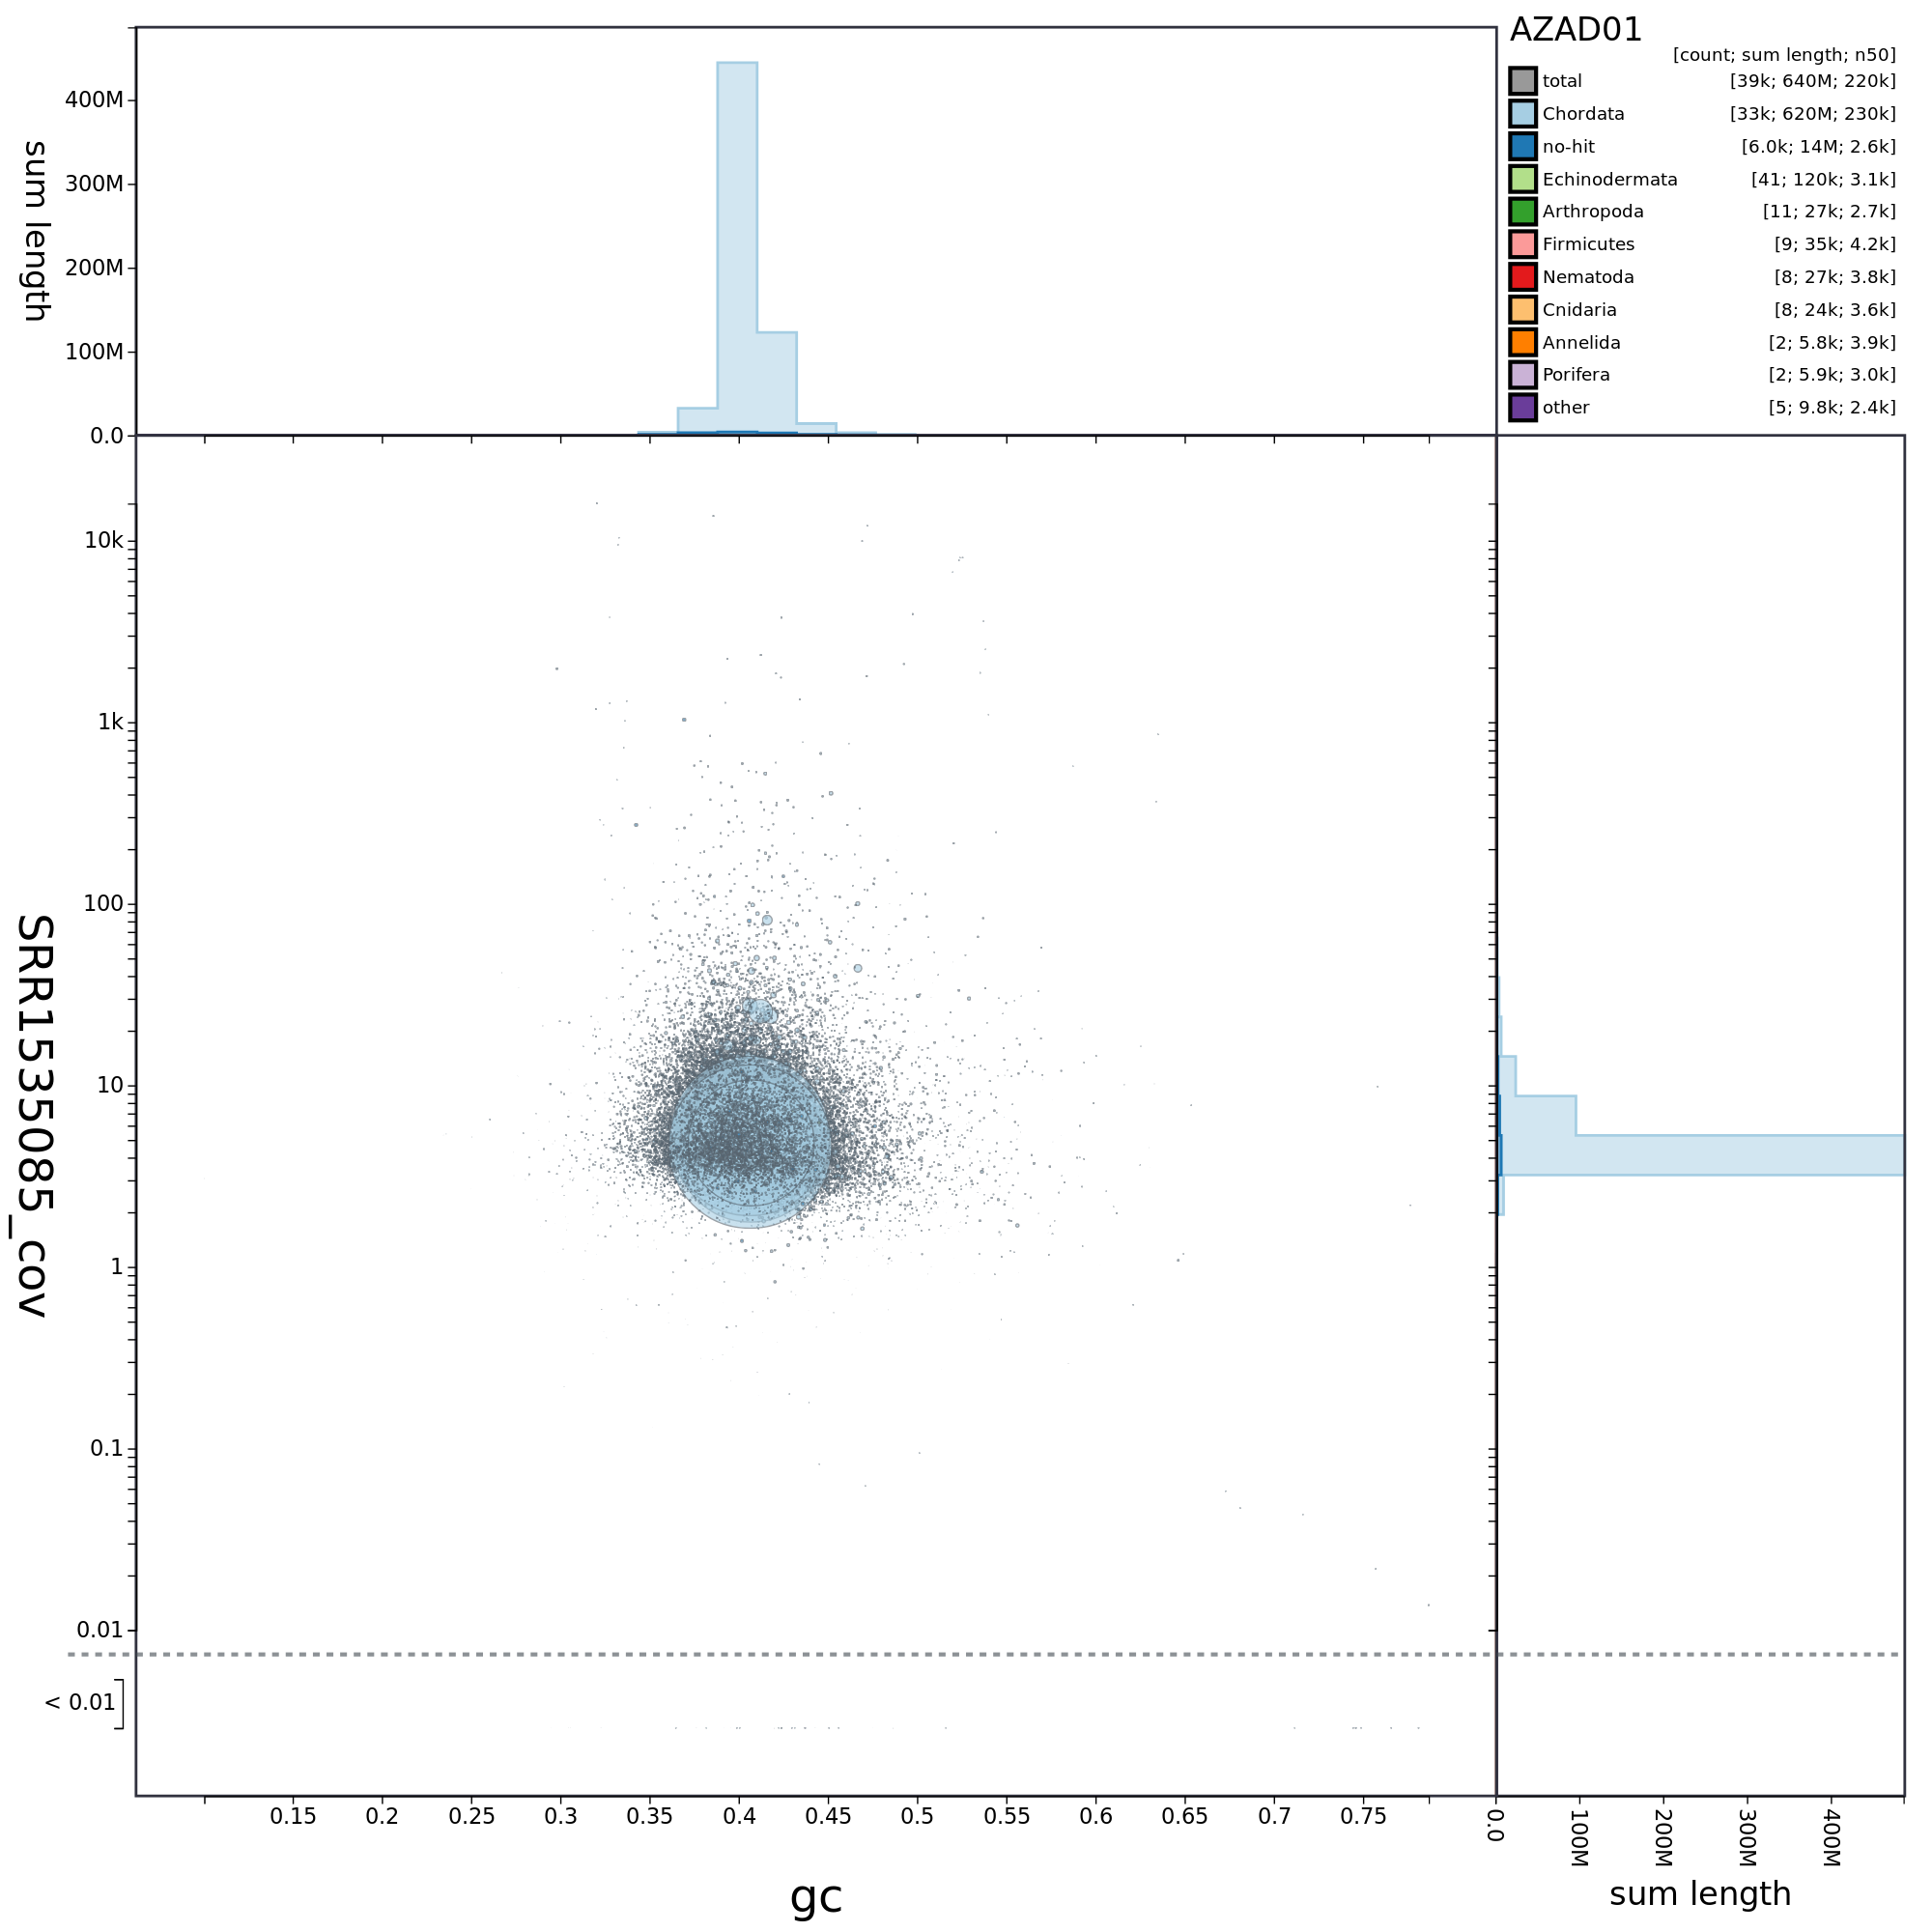 AZAD01
[count; sum length; n50]
total [39k; 640M; 220k]
Chordata [33k; 620M; 230k]
no-hit [6.0k; 14M; 2.6k]
Echinodermata [41; 120k; 3.1k]
Arthropoda [11; 27k; 2.7k]
Firmicutes [9; 35k; 4.2k]
Nematoda [8; 27k; 3.8k]
Cnidaria [8; 24k; 3.6k]
Annelida [2; 5.8k; 3.9k]
Porifera [2; 5.9k; 3.0k]
other [5; 9.8k; 2.4k]
sum length
400M
300M
200M
100M
0.0
SRR1535085_cov
10k
1k
100
10
1
0.1
0.01
< 0.01
0.15 0.2 0.25 0.3 0.35 0.4 0.45 0.5 0.55 0.6 0.65 0.7 0.75
gc
0.0 100M 200M 300M 400M
sum length